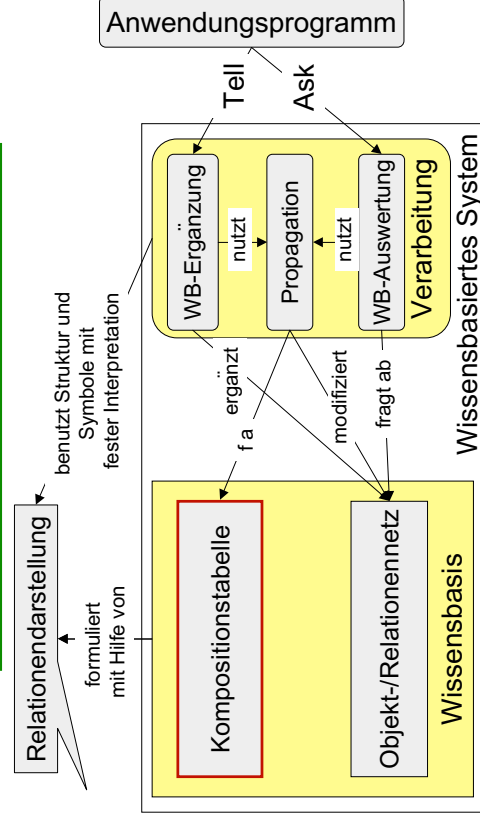 Relationendarstellung
benutzt Struktur und
Symbole mit
fester Interpretation
formuliert
mit Hilfe von
Anwendungsprogramm
Tell
Ask
Kompositionstabelle
Objekt-/Relationennetz
Wissensbasis
f a
ergänzt
modifiziert
fragt ab
WB-Ergänzung
nutzt
Propagation
nutzt
WB-Auswertung
Verarbeitung
Wissensbasiertes System